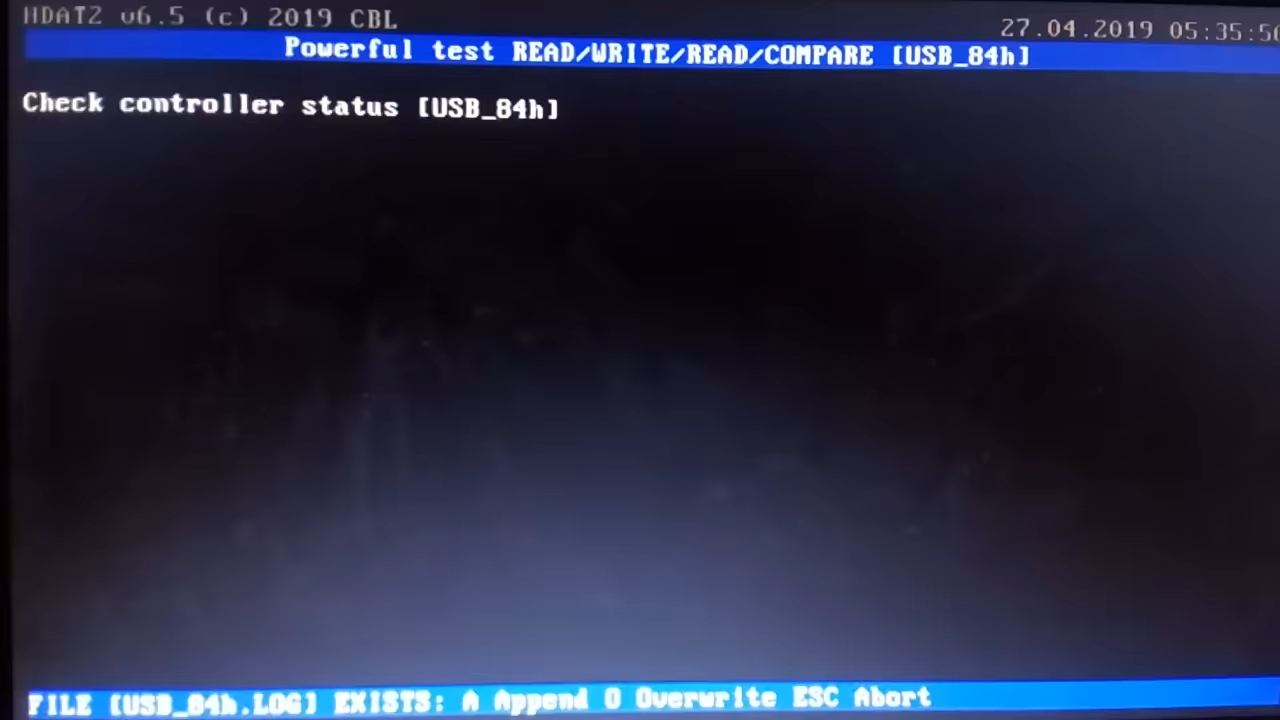 HDAT2 v6.5 (c) 2019 CBL
27.04.2019 05:35:5
Powerful test READ/WRITE/READ/COMPARE [USB_84h]
Check controller status [USB_84h]
FILE [USB_84h.LOG] EXISTS: A Append O Overwrite ESC Abort